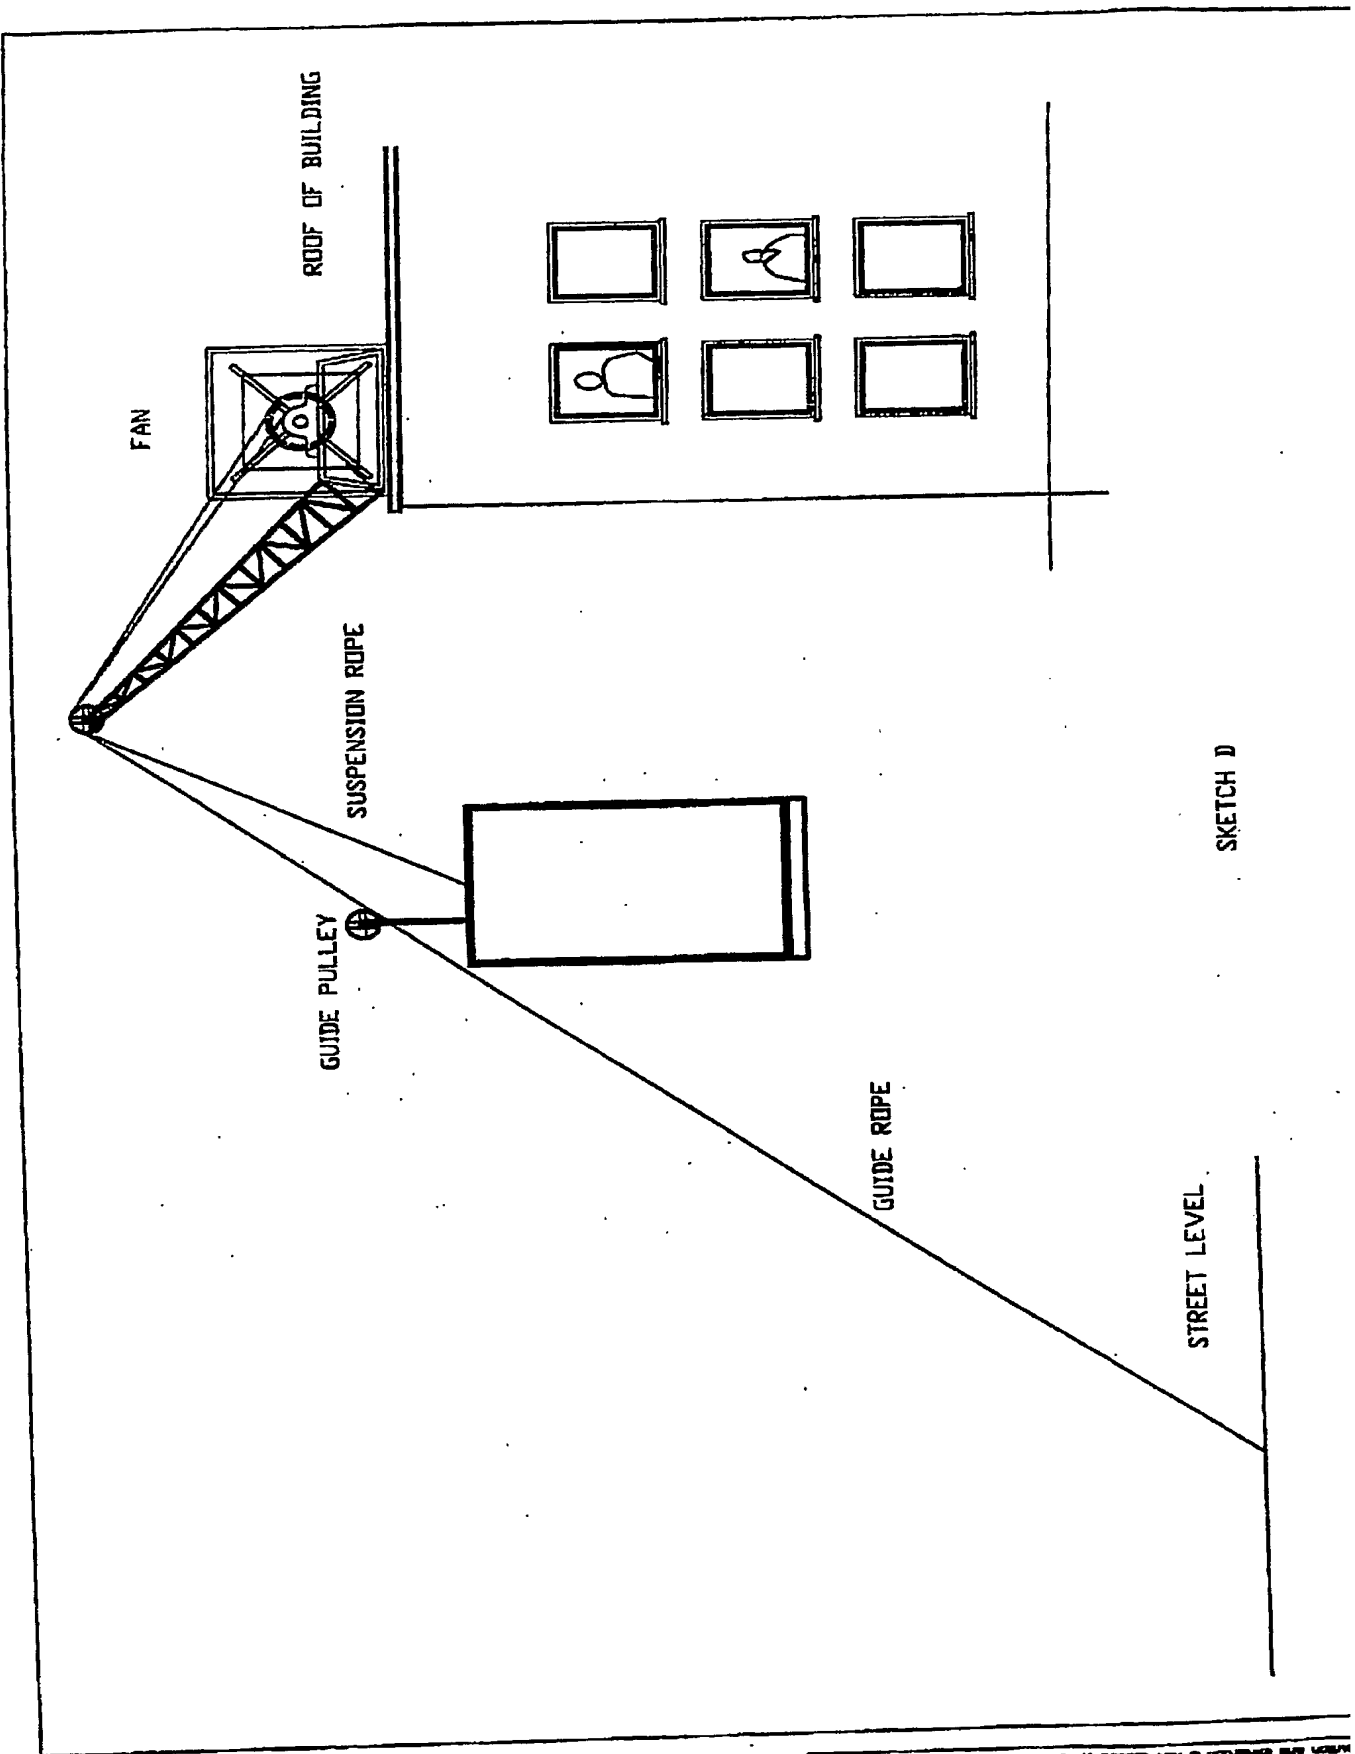 FAN
ROOF OF BUILDING
SUSPENSION ROPE
GUIDE PULLEY
GUIDE ROPE
STREET LEVEL
SKETCH D